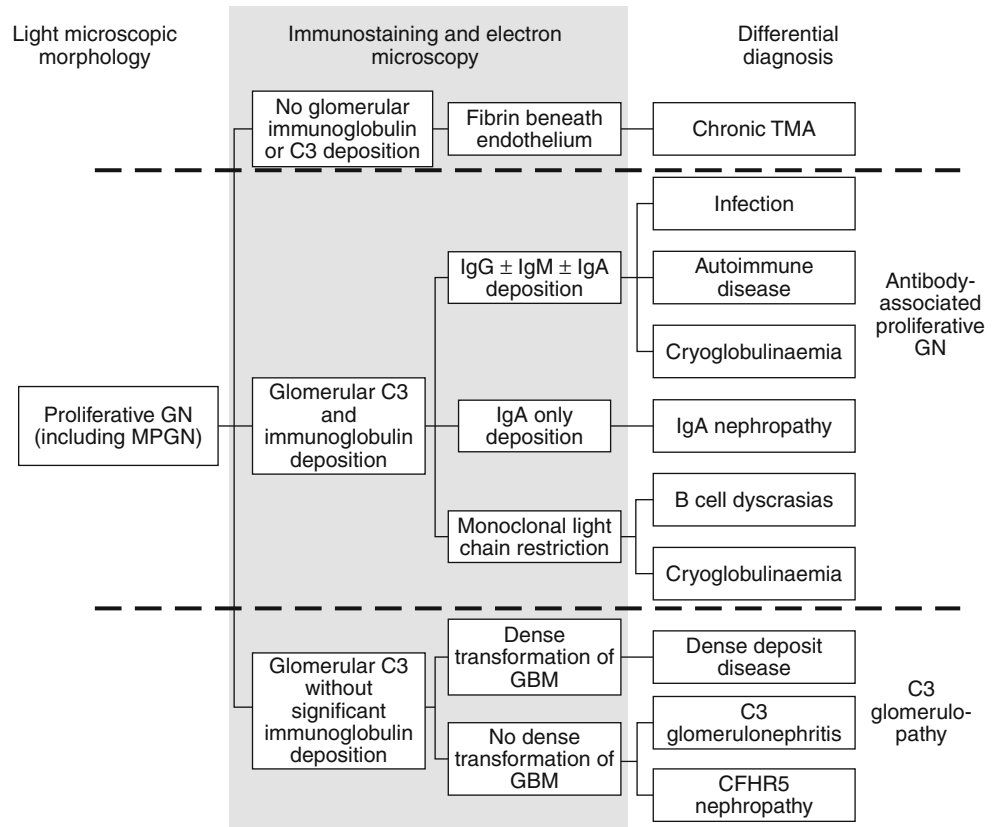 Light microscopic
morphology
Immunostaining and electron
microscopy
Differential
diagnosis
No glomerular
immunoglobulin
or C3 deposition
Fibrin beneath
endothelium
Chronic TMA
Infection
IgG ± IgM ± IgA
deposition
Autoimmune
disease
Antibody-
associated
proliferative
GN
Cryoglobulinaemia
Proliferative GN
(including MPGN)
Glomerular C3
and
immunoglobulin
deposition
IgA only
deposition
IgA nephropathy
Monoclonal light
chain restriction
B cell dyscrasias
Cryoglobulinaemia
Glomerular C3
without
significant
immunoglobulin
deposition
Dense
transformation of
GBM
Dense deposit
disease
No dense
transformation of
GBM
C3
glomerulonephritis
CFHR5
nephropathy
C3
glomerulo-
pathy